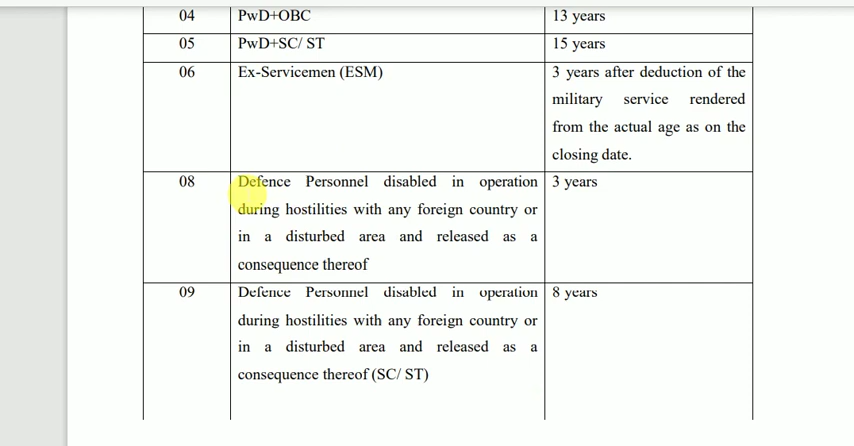 04 PwD+OBC 13 years
05 PwD+SC/ ST 15 years
06 Ex-Servicemen (ESM) 3 years after deduction of the
military service rendered
from the actual age as on the
closing date.
08 Defence Personnel disabled in operation 3 years
during hostilities with any foreign country or
in a disturbed area and released as a
consequence thereof
09 Defence Personnel disabled in operation 8 years
during hostilities with any foreign country or
in a disturbed area and released as a
consequence thereof (SC/ ST)